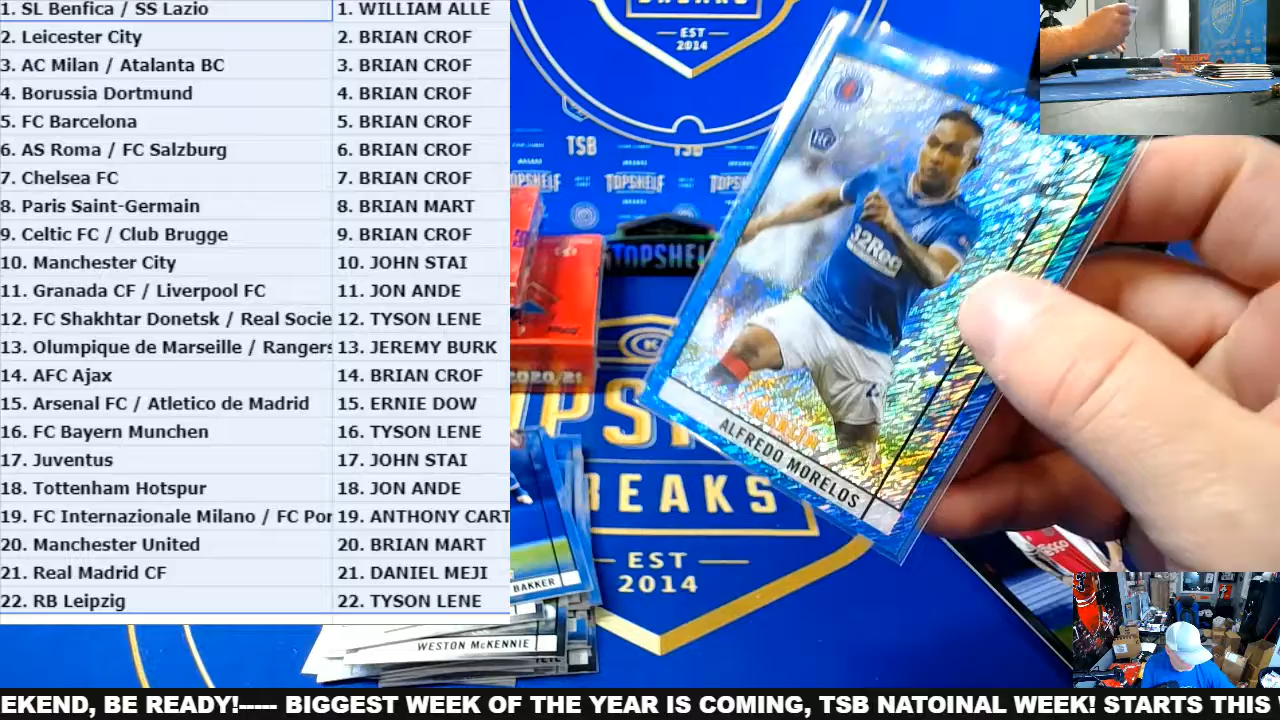 1. SL Benfica / SS Lazio 1. WILLIAM ALLE
2. Leicester City 2. BRIAN CROF
3. AC Milan / Atalanta BC 3. BRIAN CROF
4. Borussia Dortmund 4. BRIAN CROF
5. FC Barcelona 5. BRIAN CROF
6. AS Roma / FC Salzburg 6. BRIAN CROF
7. Chelsea FC 7. BRIAN CROF
8. Paris Saint-Germain 8. BRIAN MART
9. Celtic FC / Club Brugge 9. BRIAN CROF
10. Manchester City 10. JOHN STAI
11. Granada CF / Liverpool FC 11. JON ANDE
12. FC Shakhtar Donetsk / Real Socie 12. TYSON LENE
13. Olumpique de Marseille / Rangers 13. JEREMY BURK
14. AFC Ajax 14. BRIAN CROF
15. Arsenal FC / Atletico de Madrid 15. ERNIE DOW
16. FC Bayern Munchen 16. TYSON LENE
17. Juventus 17. JOHN STAI
18. Tottenham Hotspur 18. JON ANDE
19. FC Internazionale Milano / FC Por 19. ANTHONY CART
20. Manchester United 20. BRIAN MART
21. Real Madrid CF 21. DANIEL MEJI
22. RB Leipzig 22. TYSON LENE
EST
2014
TSB
TOPSHELF
TOPSHELF
RC
32Red
ALFREDO MORELOS
2020/21
REAKS
EST
2014
BAKKER
WESTON McKENNIE
EKEND, BE READY!----- BIGGEST WEEK OF THE YEAR IS COMING, TSB NATOINAL WEEK! STARTS THIS